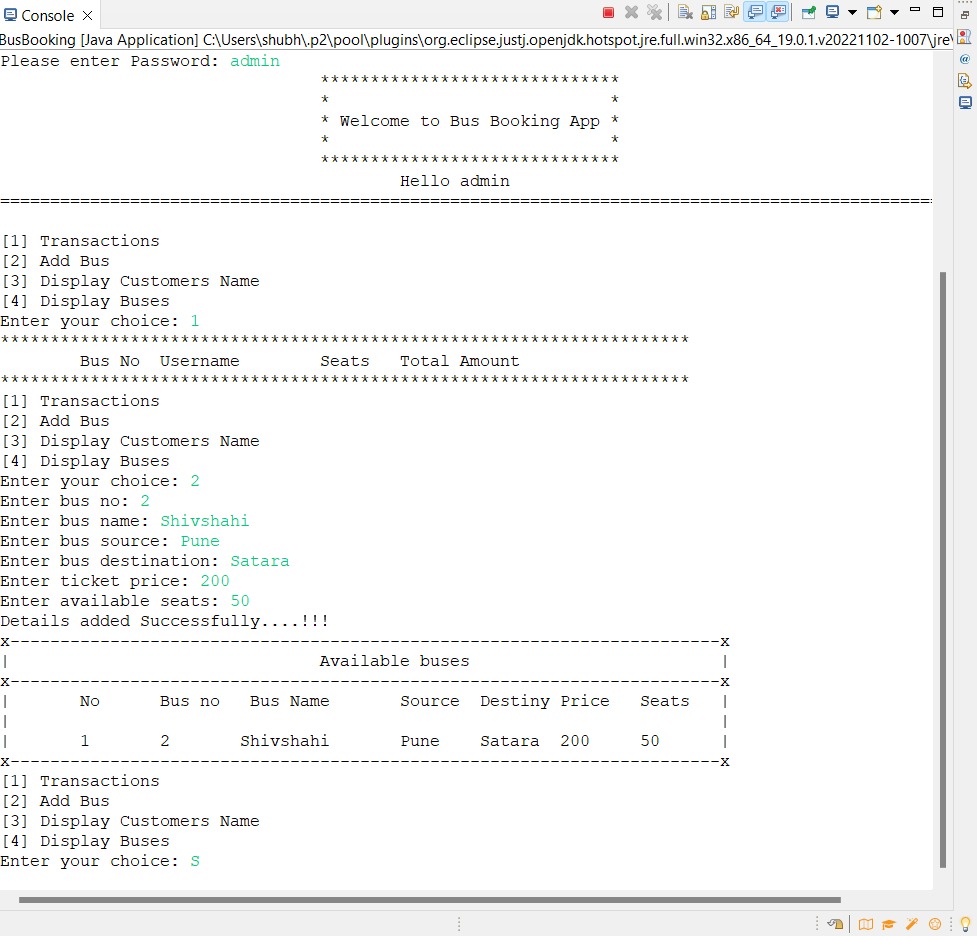 Console
BusBooking [Java Application] C:\Users\shubh\.p2\pool\plugins\org.eclipse.justj.openjdk.hotspot.jre.full.win32.x86_64_19.0.1.v20221102-1007\jre\
Please enter Password: admin
******************************
* *
* Welcome to Bus Booking App *
* *
******************************
Hello admin
==============================================================================================
[1] Transactions
[2] Add Bus
[3] Display Customers Name
[4] Display Buses
Enter your choice: 1
*********************************************************************
Bus No Username Seats Total Amount
*********************************************************************
[1] Transactions
[2] Add Bus
[3] Display Customers Name
[4] Display Buses
Enter your choice: 2
Enter bus no: 2
Enter bus name: Shivshahi
Enter bus source: Pune
Enter bus destination: Satara
Enter ticket price: 200
Enter available seats: 50
Details added Successfully....!!!
x-----------------------------------------------------------------------x
| Available buses |
x-----------------------------------------------------------------------x
| No Bus no Bus Name Source Destiny Price Seats |
| |
| 1 2 Shivshahi Pune Satara 200 50 |
x-----------------------------------------------------------------------x
[1] Transactions
[2] Add Bus
[3] Display Customers Name
[4] Display Buses
Enter your choice: S